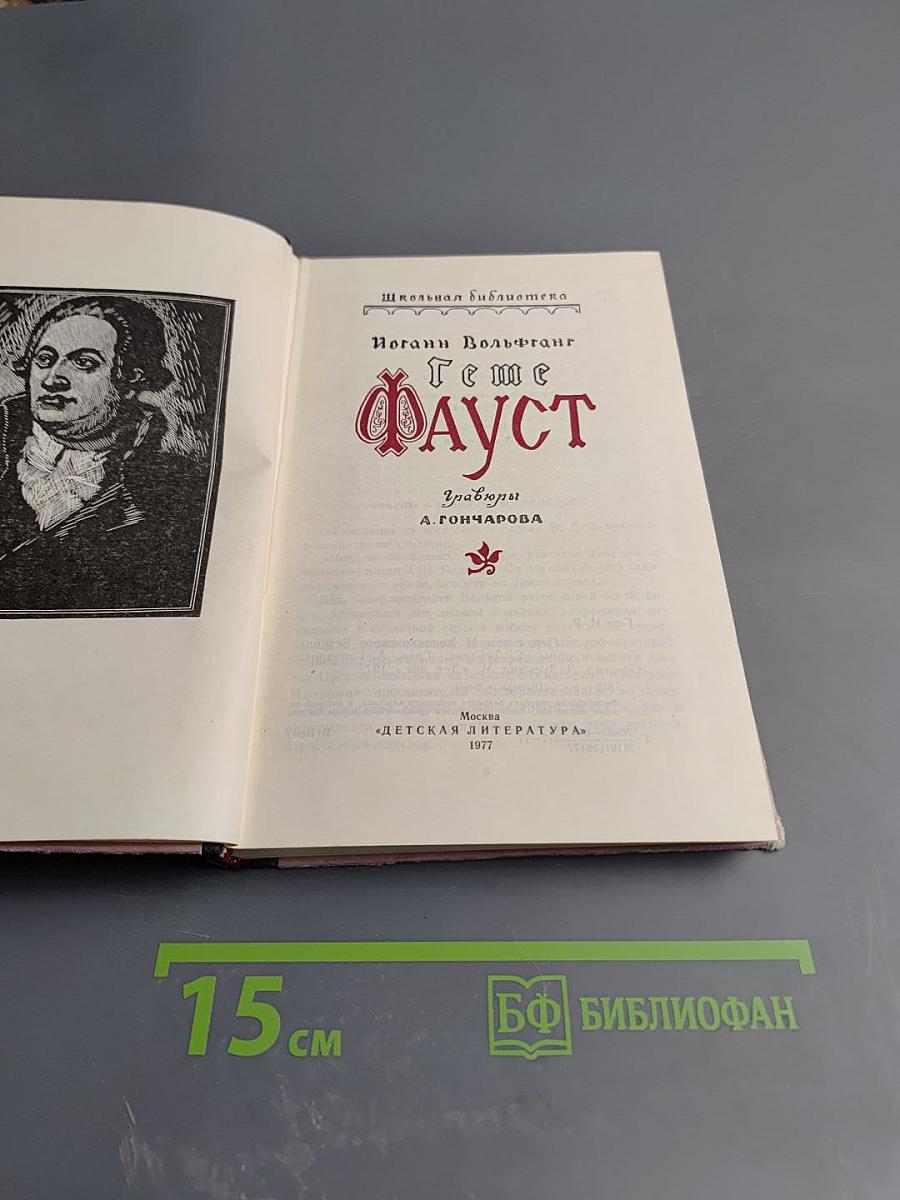 Школьная библиотека
Иоганн Вольфганг
Гете
ФАУСТ
Гравюры
А. ГОНЧАРОВА
Москва
«ДЕТСКАЯ ЛИТЕРАТУРА»
1977
15 см
БФ БИБЛИОФАН